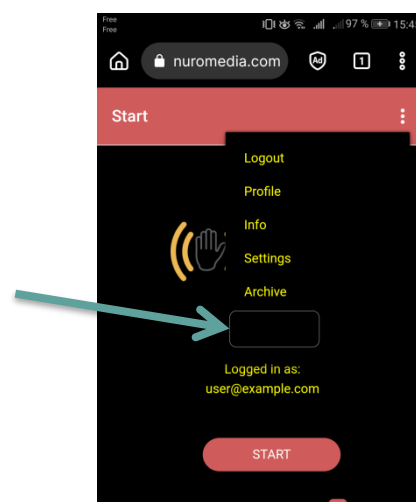 Free
Free
97 % 15:4
nuromedia.com
Ad
1
Start
Logout
Profile
Info
Settings
Archive
Logged in as:
user@example.com
START